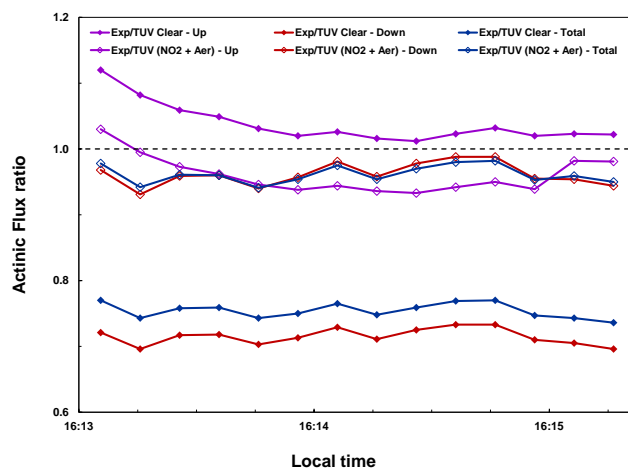 1.2
Exp/TUV Clear - Up Exp/TUV Clear - Down Exp/TUV Clear - Total
Exp/TUV (NO2 + Aer) - Up Exp/TUV (NO2 + Aer) - Down Exp/TUV (NO2 + Aer) - Total
1.0
Actinic Flux ratio
0.8
0.6
16:13 16:14 16:15
Local time